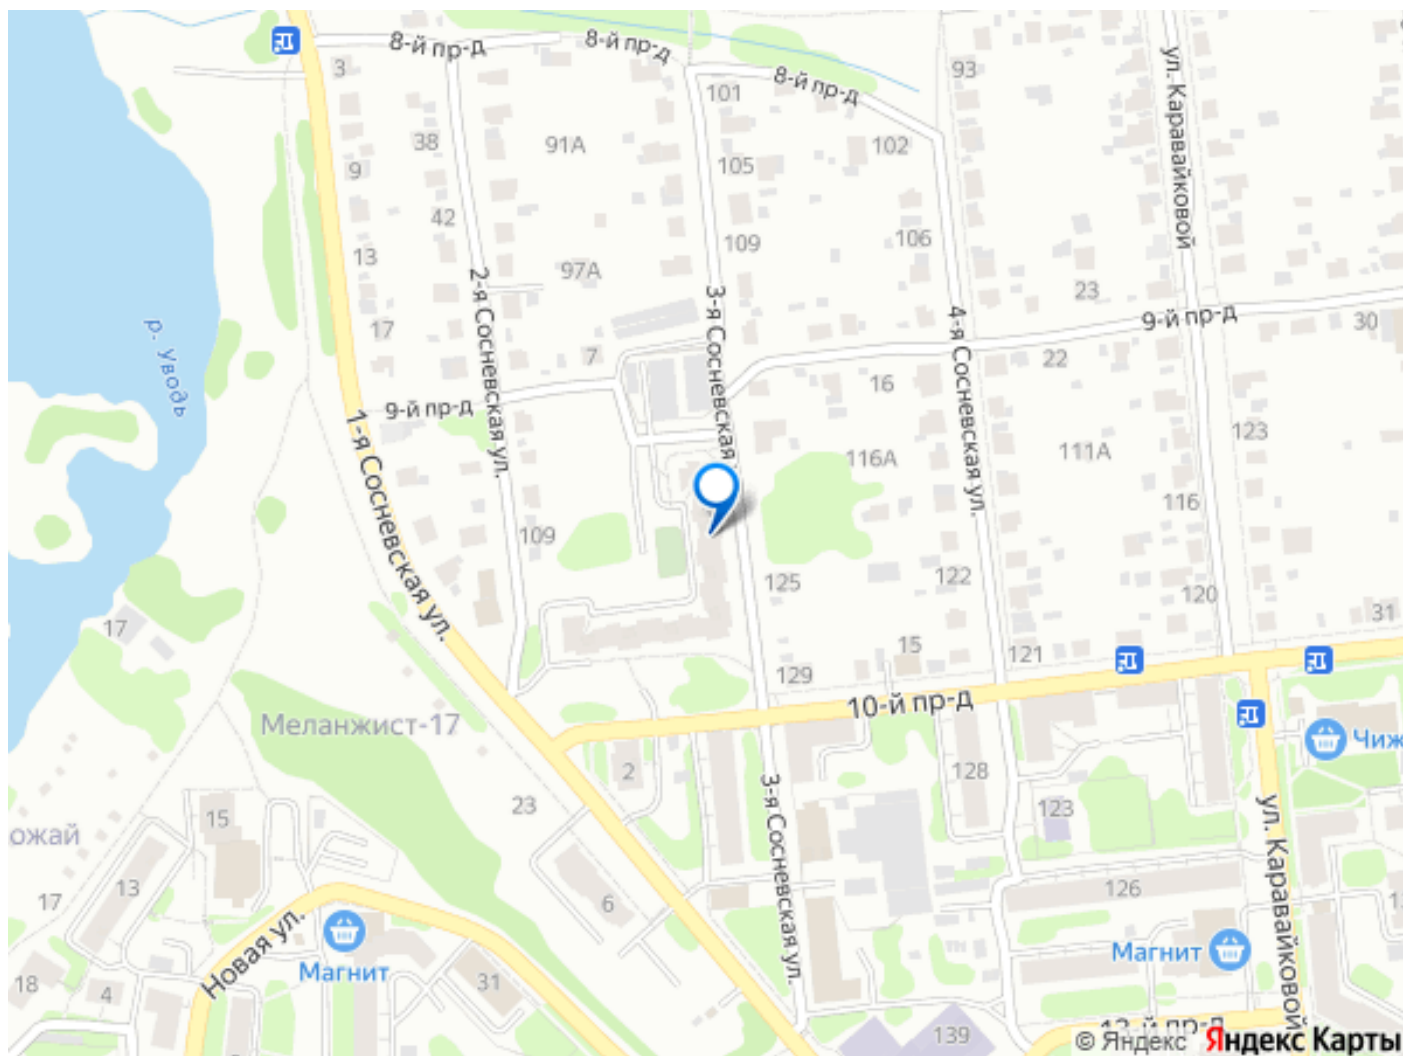 8-й пр-д
8-й пр-д
8-й пр-д
3
101
93
38
91А
102
9
105
42
109
106
13
97А
23
17
7
22
30
9-й пр-д
9-й пр-д
16
р. Уводь
1-я Сосневская ул.
2-я Сосневская ул.
3-я Сосневская
4-я Сосневская ул.
ул. Каравайковой
116А
111А
123
116
109
125
122
120
17
31
15
121
129
Меланжист-17
10-й пр-д
Чиж
2
128
23
123
15
ожай
3-я Сосневская ул.
ул. Каравайковой
13
17
6
126
Новая ул.
Магнит
Магнит
18
4
31
139
© Яндекс Яндекс Карты